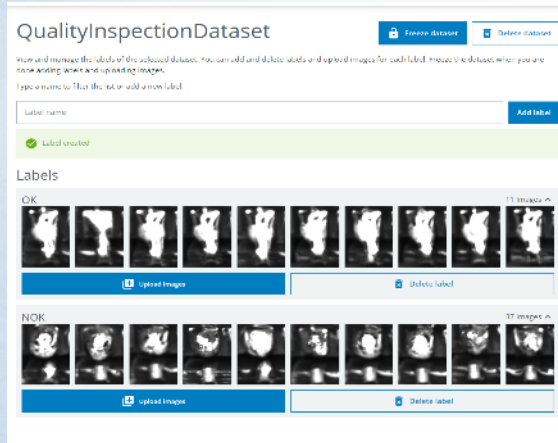 QualityInspectionDataset
Freeze dataset
Delete dataset
View and manage the labels of the selected dataset. You can add and delete labels and upload images for each label. Freeze the dataset when you are
done adding labels and uploading images.
Type a name to filter the list or add a new label.
Label name
Add label
Label created
Labels
OK
11 Images
Upload images
Delete label
NOK
37 Images
Upload images
Delete label